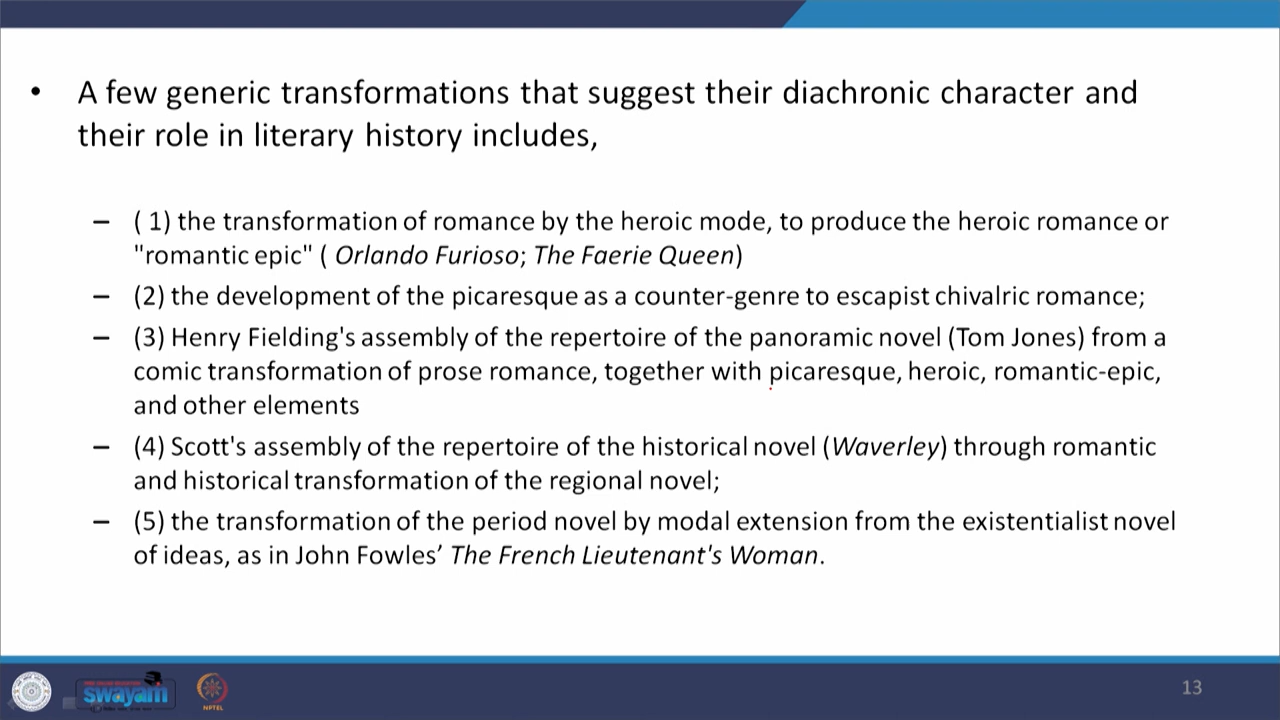 • A few generic transformations that suggest their diachronic character and
their role in literary history includes,
– ( 1) the transformation of romance by the heroic mode, to produce the heroic romance or
"romantic epic" ( Orlando Furioso; The Faerie Queen)
– (2) the development of the picaresque as a counter-genre to escapist chivalric romance;
– (3) Henry Fielding's assembly of the repertoire of the panoramic novel (Tom Jones) from a
comic transformation of prose romance, together with picaresque, heroic, romantic-epic,
and other elements
– (4) Scott's assembly of the repertoire of the historical novel (Waverley) through romantic
and historical transformation of the regional novel;
– (5) the transformation of the period novel by modal extension from the existentialist novel
of ideas, as in John Fowles’ The French Lieutenant's Woman.
swayam
NPTEL
13